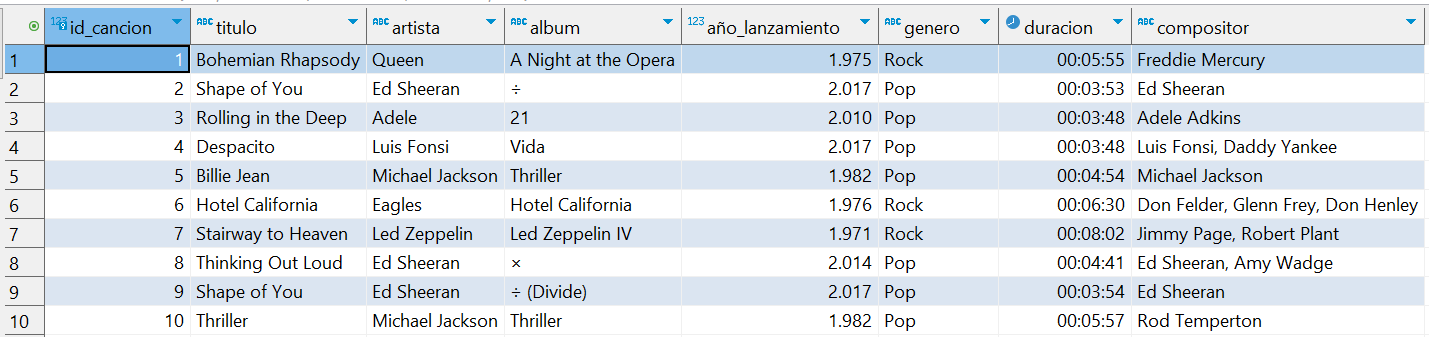 123 id_cancion ABC titulo ABC artista ABC album 123 año_lanzamiento ABC genero duracion ABC compositor
1 1 Bohemian Rhapsody Queen A Night at the Opera 1.975 Rock 00:05:55 Freddie Mercury
2 2 Shape of You Ed Sheeran ÷ 2.017 Pop 00:03:53 Ed Sheeran
3 3 Rolling in the Deep Adele 21 2.010 Pop 00:03:48 Adele Adkins
4 4 Despacito Luis Fonsi Vida 2.017 Pop 00:03:48 Luis Fonsi, Daddy Yankee
5 5 Billie Jean Michael Jackson Thriller 1.982 Pop 00:04:54 Michael Jackson
6 6 Hotel California Eagles Hotel California 1.976 Rock 00:06:30 Don Felder, Glenn Frey, Don Henley
7 7 Stairway to Heaven Led Zeppelin Led Zeppelin IV 1.971 Rock 00:08:02 Jimmy Page, Robert Plant
8 8 Thinking Out Loud Ed Sheeran × 2.014 Pop 00:04:41 Ed Sheeran, Amy Wadge
9 9 Shape of You Ed Sheeran ÷ (Divide) 2.017 Pop 00:03:54 Ed Sheeran
10 10 Thriller Michael Jackson Thriller 1.982 Pop 00:05:57 Rod Temperton